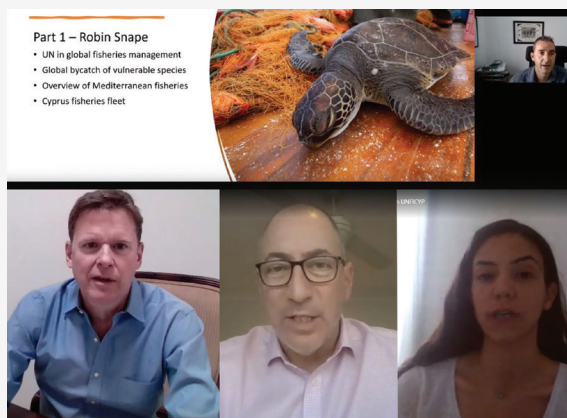 Part 1 – Robin Snape
• UN in global fisheries management
• Global bycatch of vulnerable species
• Overview of Mediterranean fisheries
• Cyprus fisheries fleet
UNFICYP